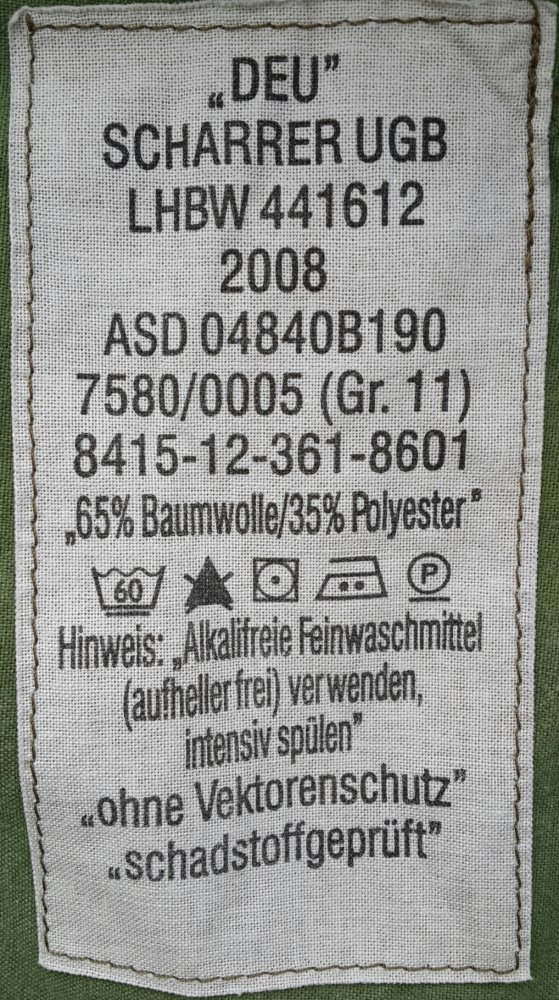 „DEU”
SCHARRER UGB
LHBW 441612
2008
ASD 04840B190
7580/0005 (Gr. 11)
8415-12-361-8601
„65% Baumwolle/35% Polyester”
60 P
Hinweis: „Alkalifreie Feinwaschmittel
(aufheller frei) verwenden,
intensiv spülen”
„ohne Vektorenschutz”
„schadstoffgeprüft”